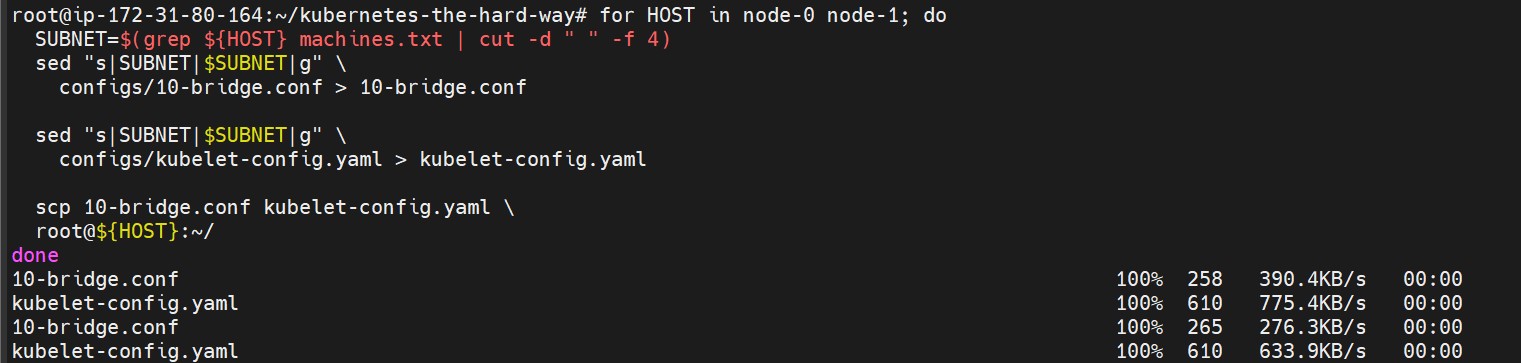 root@ip-172-31-80-164:~/kubernetes-the-hard-way# for HOST in node-0 node-1; do
  SUBNET=$(grep ${HOST} machines.txt | cut -d " " -f 4)
  sed "s|SUBNET|$SUBNET|g" \
    configs/10-bridge.conf > 10-bridge.conf

  sed "s|SUBNET|$SUBNET|g" \
    configs/kubelet-config.yaml > kubelet-config.yaml

  scp 10-bridge.conf kubelet-config.yaml \
  root@${HOST}:~/
done
10-bridge.conf 100% 258 390.4KB/s 00:00
kubelet-config.yaml 100% 610 775.4KB/s 00:00
10-bridge.conf 100% 265 276.3KB/s 00:00
kubelet-config.yaml 100% 610 633.9KB/s 00:00